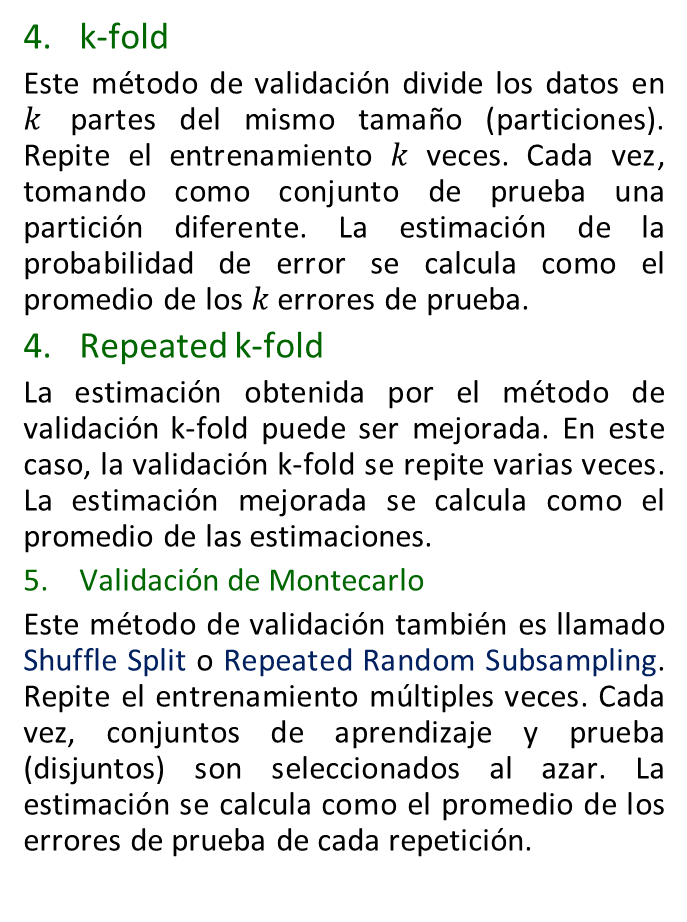 4. k-fold
Este método de validación divide los datos en
k partes del mismo tamaño (particiones).
Repite el entrenamiento k veces. Cada vez,
tomando como conjunto de prueba una
partición diferente. La estimación de la
probabilidad de error se calcula como el
promedio de los k errores de prueba.
4. Repeated k-fold
La estimación obtenida por el método de
validación k-fold puede ser mejorada. En este
caso, la validación k-fold se repite varias veces.
La estimación mejorada se calcula como el
promedio de las estimaciones.
5. Validación de Montecarlo
Este método de validación también es llamado
Shuffle Split o Repeated Random Subsampling.
Repite el entrenamiento múltiples veces. Cada
vez, conjuntos de aprendizaje y prueba
(disjuntos) son seleccionados al azar. La
estimación se calcula como el promedio de los
errores de prueba de cada repetición.